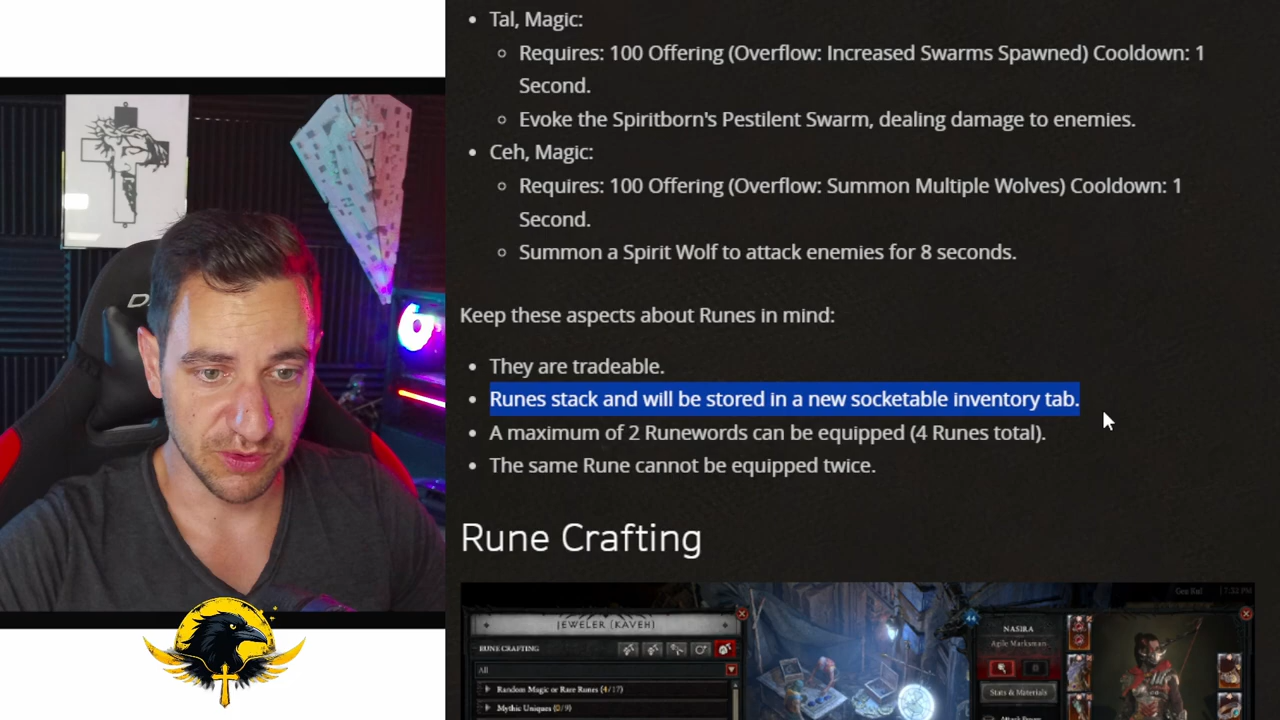 Tal, Magic:
Requires: 100 Offering (Overflow: Increased Swarms Spawned) Cooldown: 1
Second.
Evoke the Spiritborn's Pestilent Swarm, dealing damage to enemies.
Ceh, Magic:
Requires: 100 Offering (Overflow: Summon Multiple Wolves) Cooldown: 1
Second.
Summon a Spirit Wolf to attack enemies for 8 seconds.
Keep these aspects about Runes in mind:
They are tradeable.
Runes stack and will be stored in a new socketable inventory tab.
A maximum of 2 Runewords can be equipped (4 Runes total).
The same Rune cannot be equipped twice.
Rune Crafting
JEWELER (KAVEH)
RUNE CRAFTING
All
Random Magic or Rare Runes (4/17)
Mythic Uniques (0/9)
NASIRA
Agile Marksman
Stats & Materials